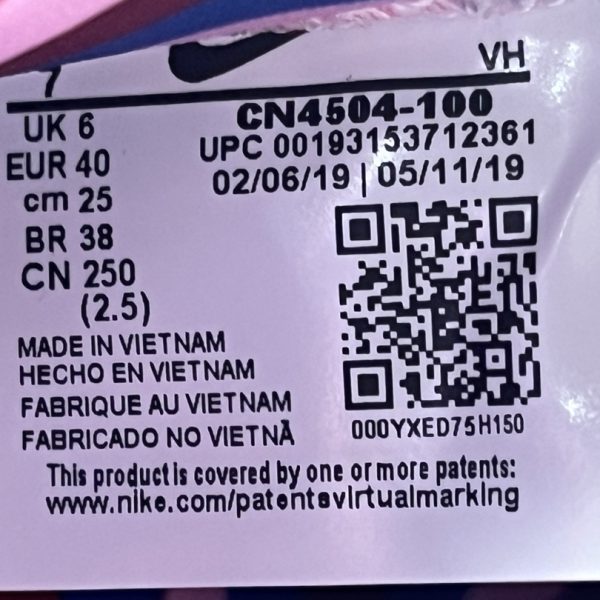 VH
7
UK 6
EUR 40
cm 25
BR 38
CN 250
(2.5)
CN4504-100
UPC 00193153712361
02/06/19 | 05/11/19
000YXED75H150
MADE IN VIETNAM
HECHO EN VIETNAM
FABRIQUE AU VIETNAM
FABRICADO NO VIETNÃ
This product is covered by one or more patents:
www.nike.com/patentsvirtualmarking